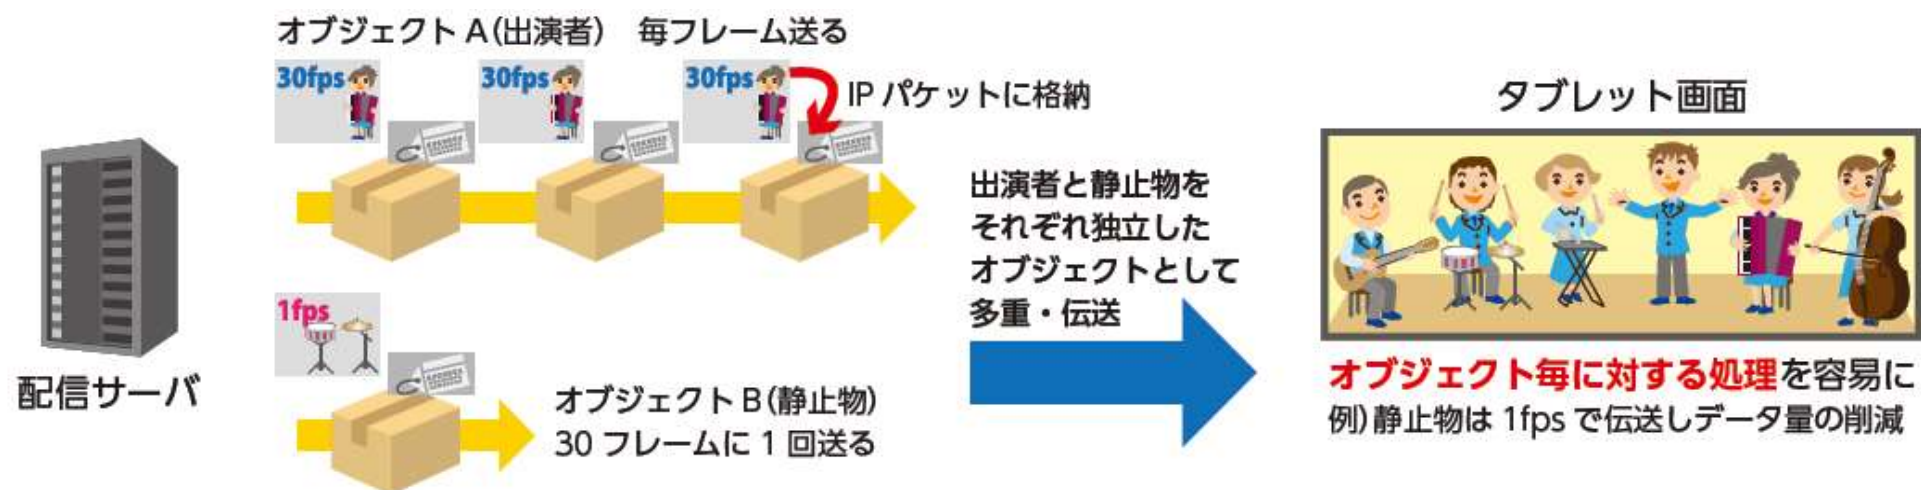 オブジェクト A(出演者) 毎フレーム送る
30fps
30fps
30fps
IP パケットに格納
配信サーバ
1fps
オブジェクト B(静止物)
30 フレームに 1 回送る
出演者と静止物を
それぞれ独立した
オブジェクトとして
多重・伝送
タブレット画面
オブジェクト毎に対する処理を容易に
例)静止物は 1fps で伝送しデータ量の削減